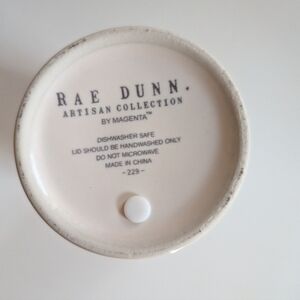 RAE DUNN.
ARTISAN COLLECTION
BY MAGENTA™
DISHWASHER SAFE
LID SHOULD BE HANDWASHED ONLY
DO NOT MICROWAVE
MADE IN CHINA
- 229 -